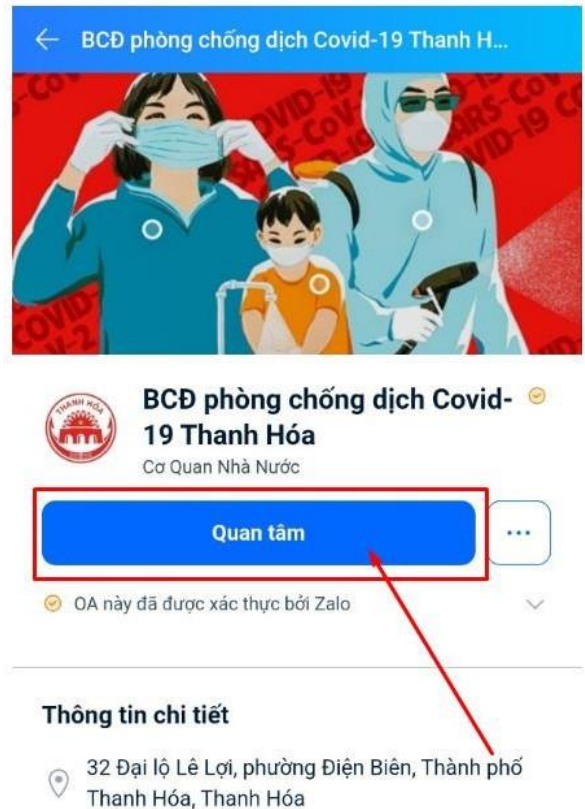 BCĐ phòng chống dịch Covid-19 Thanh H...
BCĐ phòng chống dịch Covid-
19 Thanh Hóa
THANH HÓA
Cơ Quan Nhà Nước
Quan tâm
OA này đã được xác thực bởi Zalo
Thông tin chi tiết
32 Đại lộ Lê Lợi, phường Điện Biên, Thành phố
Thanh Hóa, Thanh Hóa